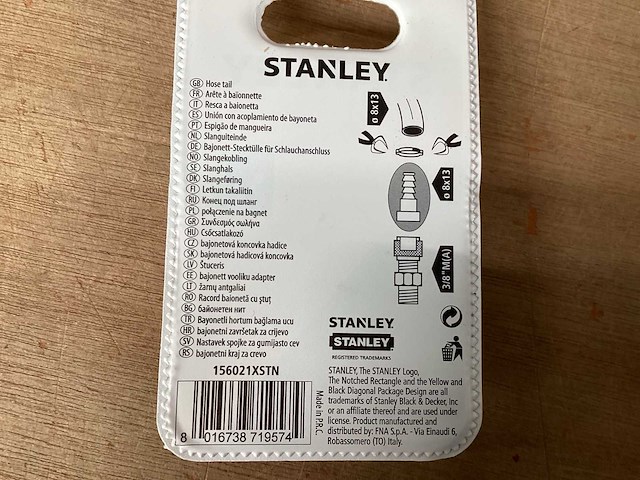 STANLEY.
GB Hose tail
FR Arête à baïonnette
IT Resca a baionetta
ES Unión con acoplamiento de bayoneta
PT Espigão de mangueira
NL Slanguiteinde
DE Bajonett-Stecktülle für Schlauchanschluss
NO Slangekobling
SE Slanghals
DK Slangeføring
FI Letkun takaliitin
RU Конец под шланг
PL połączenie na bagnet
GR Συνδεσμός σωλήνα
HU Csőcsatlakozó
CZ bajonetová koncovka hadice
SK bajonetová hadicová koncovka
LV Štuceris
EE bajonett vooliku adapter
LT žarnų antgaliai
RO Racord baionetă cu ştuţ
BG байонетен нит
TR Bayonetli hortum bağlama ucu
HR bajonetni završetak za crijevo
SV Nastavek spojke za gumijasto cev
RS bajonetni kraj za crevo
156021XSTN
8 016738 719574
Made in P.R.C.
ø 8x13
ø 8x13
3/8"M(A)
STANLEY.
STANLEY
REGISTERED TRADEMARKS
STANLEY, The STANLEY Logo,
The Notched Rectangle and the Yellow and
Black Diagonal Package Design are all
trademarks of Stanley Black & Decker, Inc
or an affiliate thereof and are used under
license. Product manufactured and
distributed by: FNA S.p.A. - Via Einaudi 6,
Robassomero (TO) Italy.